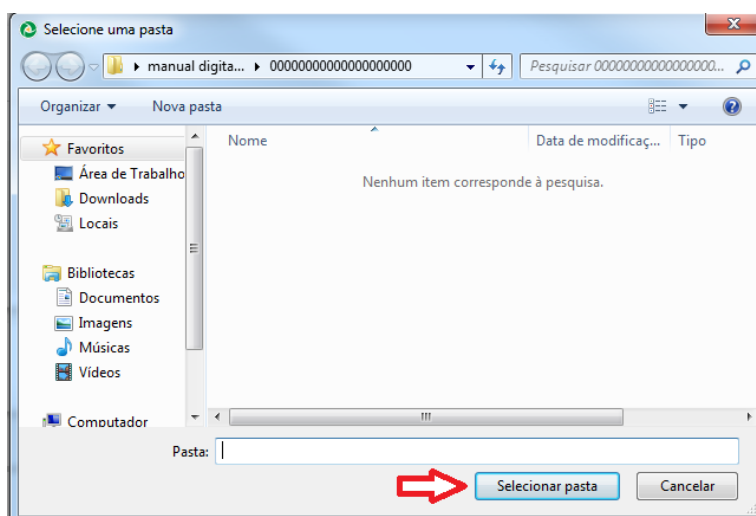 Selecione uma pasta
manual digita... 00000000000000000000 Pesquisar 00000000000000000...
Organizar Nova pasta
Favoritos
Área de Trabalho
Downloads
Locais
Bibliotecas
Documentos
Imagens
Músicas
Vídeos
Computador
Nome Data de modificaç... Tipo
Nenhum item corresponde à pesquisa.
Pasta:
Selecionar pasta Cancelar